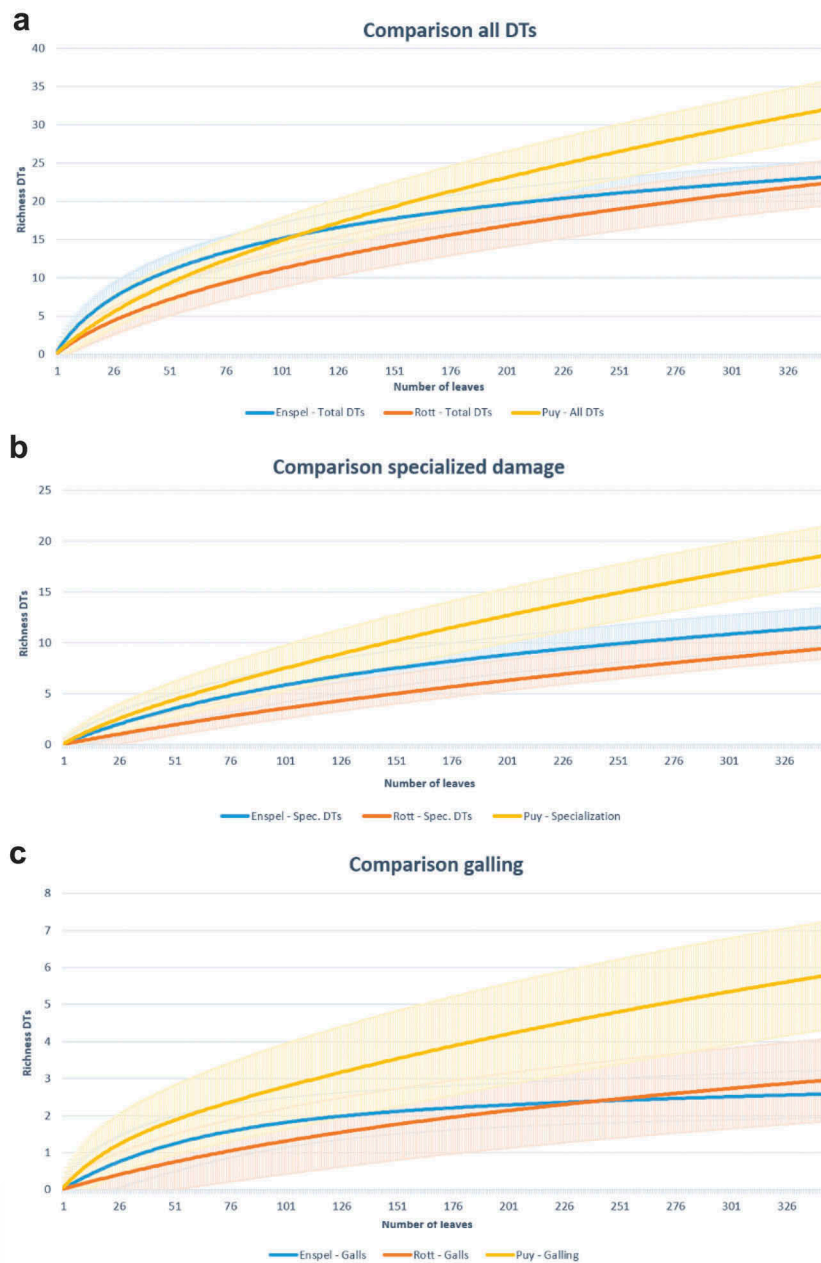 a
Comparison all DTs
40
35
30
25
20
15
10
5
0
Richness DTs
1 26 51 76 101 126 151 176 201 226 251 276 301 326
Number of leaves
Enspel - Total DTs Rott - Total DTs Puy - All DTs
b
Comparison specialized damage
25
20
15
10
5
0
Richness DTs
1 26 51 76 101 126 151 176 201 226 251 276 301 326
Number of leaves
Enspel - Spec. DTs Rott - Spec. DTs Puy - Specialization
c
Comparison galling
8
7
6
5
4
3
2
1
0
Richness DTs
1 26 51 76 101 126 151 176 201 226 251 276 301 326
Number of leaves
Enspel - Galls Rott - Galls Puy - Galling